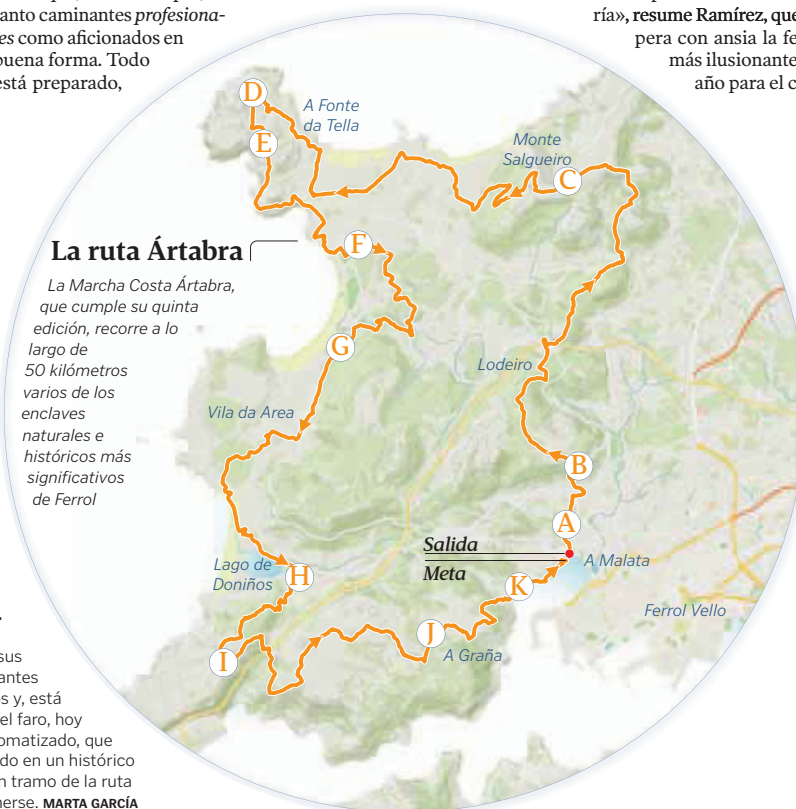 anto caminantes profesiona-
es como aficionados en
buena forma. Todo
está preparado,
ría», resume Ramírez, que
pera con ansia la fe
más ilusionante
año para el c
La ruta Ártabra
La Marcha Costa Ártabra,
que cumple su quinta
edición, recorre a lo
largo de
50 kilómetros
varios de los
enclaves
naturales e
históricos más
significativos
de Ferrol
D
A Fonte
da Tella
E
Monte
Salgueiro
C
F
G
Lodeiro
Vila da Area
B
A
Salida
Meta
A Malata
Lago de
Doniños
H
K
Ferrol Vello
J
A Graña
I
sus
antes
s y, está
el faro, hoy
omatizado, que
do en un histórico
n tramo de la ruta
nerse. MARTA GARCÍA